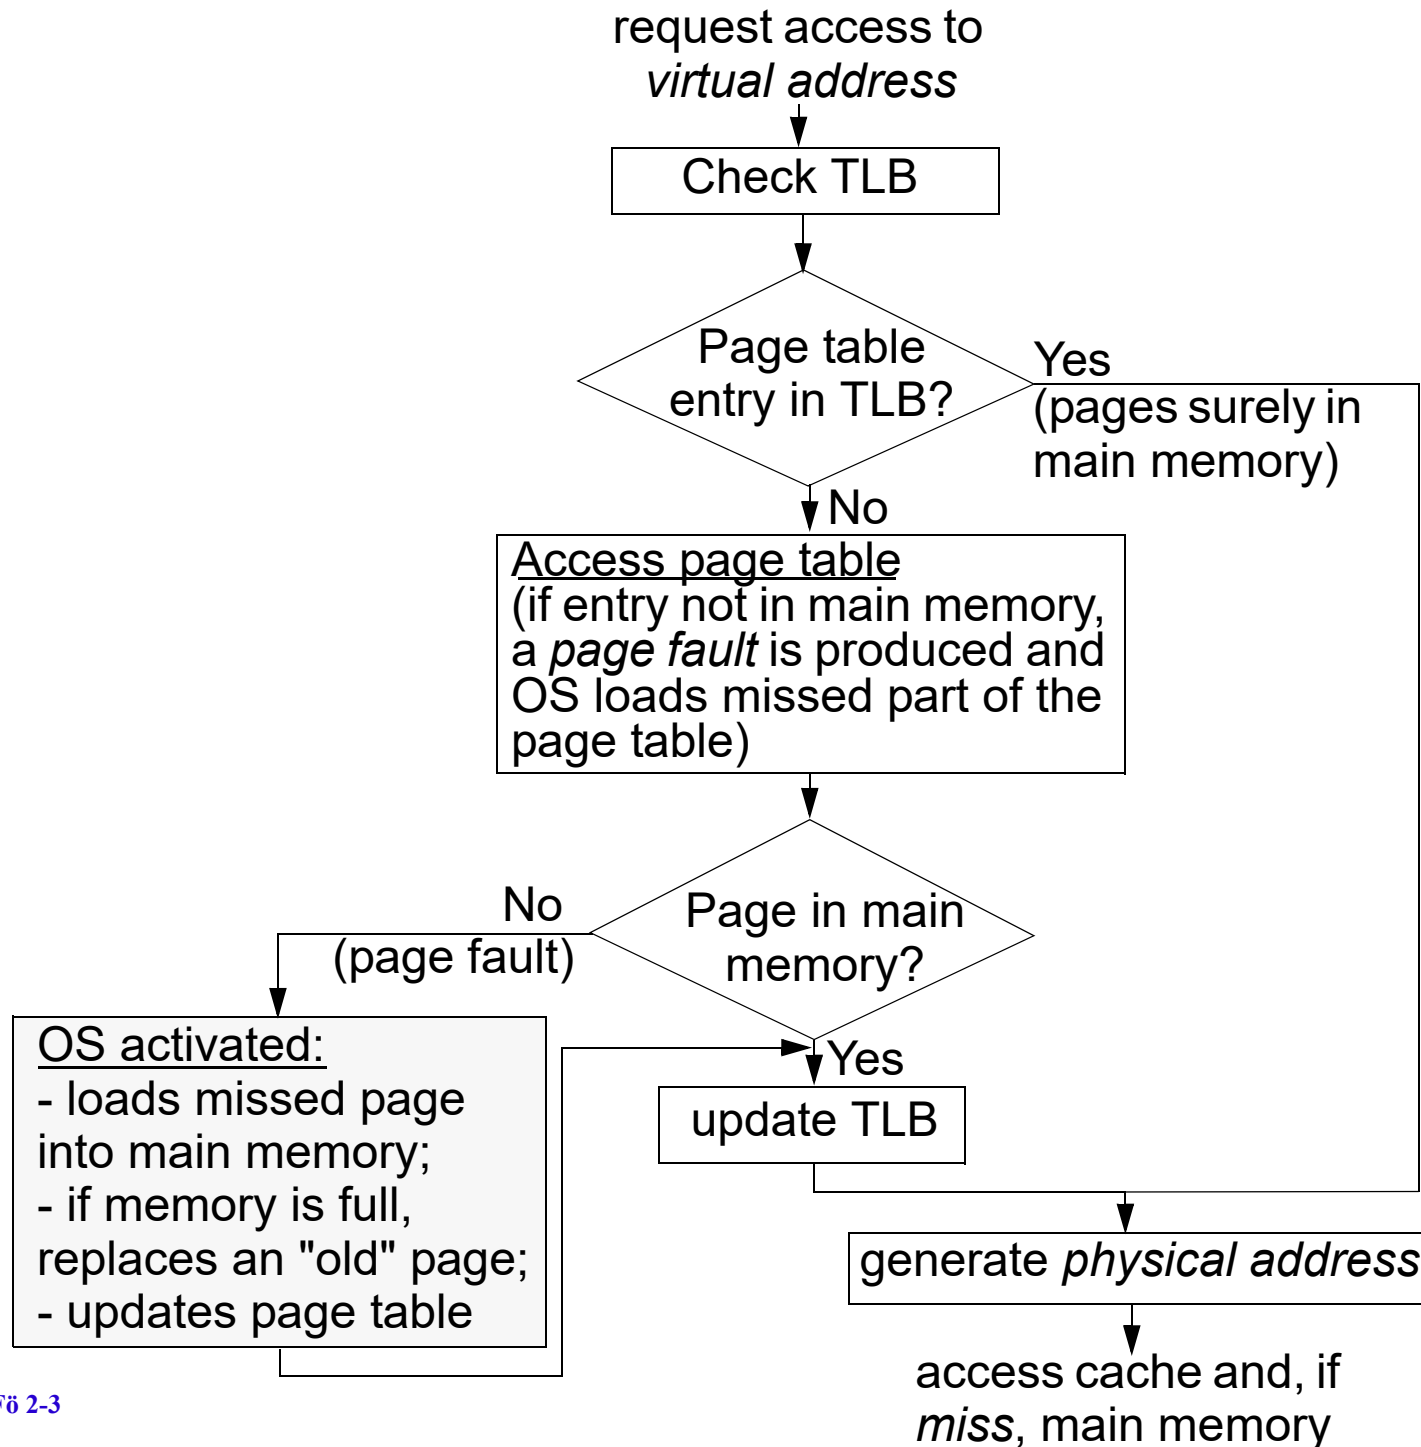 request access to
virtual address
Check TLB
Page table
entry in TLB?
Yes
(pages surely in
main memory)
No
Access page table
(if entry not in main memory,
a page fault is produced and
OS loads missed part of the
page table)
No
(page fault)
Page in main
memory?
OS activated:
- loads missed page
into main memory;
- if memory is full,
replaces an "old" page;
- updates page table
Yes
update TLB
generate physical address
access cache and, if
miss, main memory
Fö 2-3